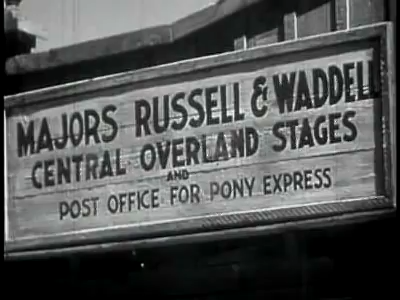 MAJORS RUSSELL & WADDELL
CENTRAL OVERLAND STAGES
AND
POST OFFICE FOR PONY EXPRESS